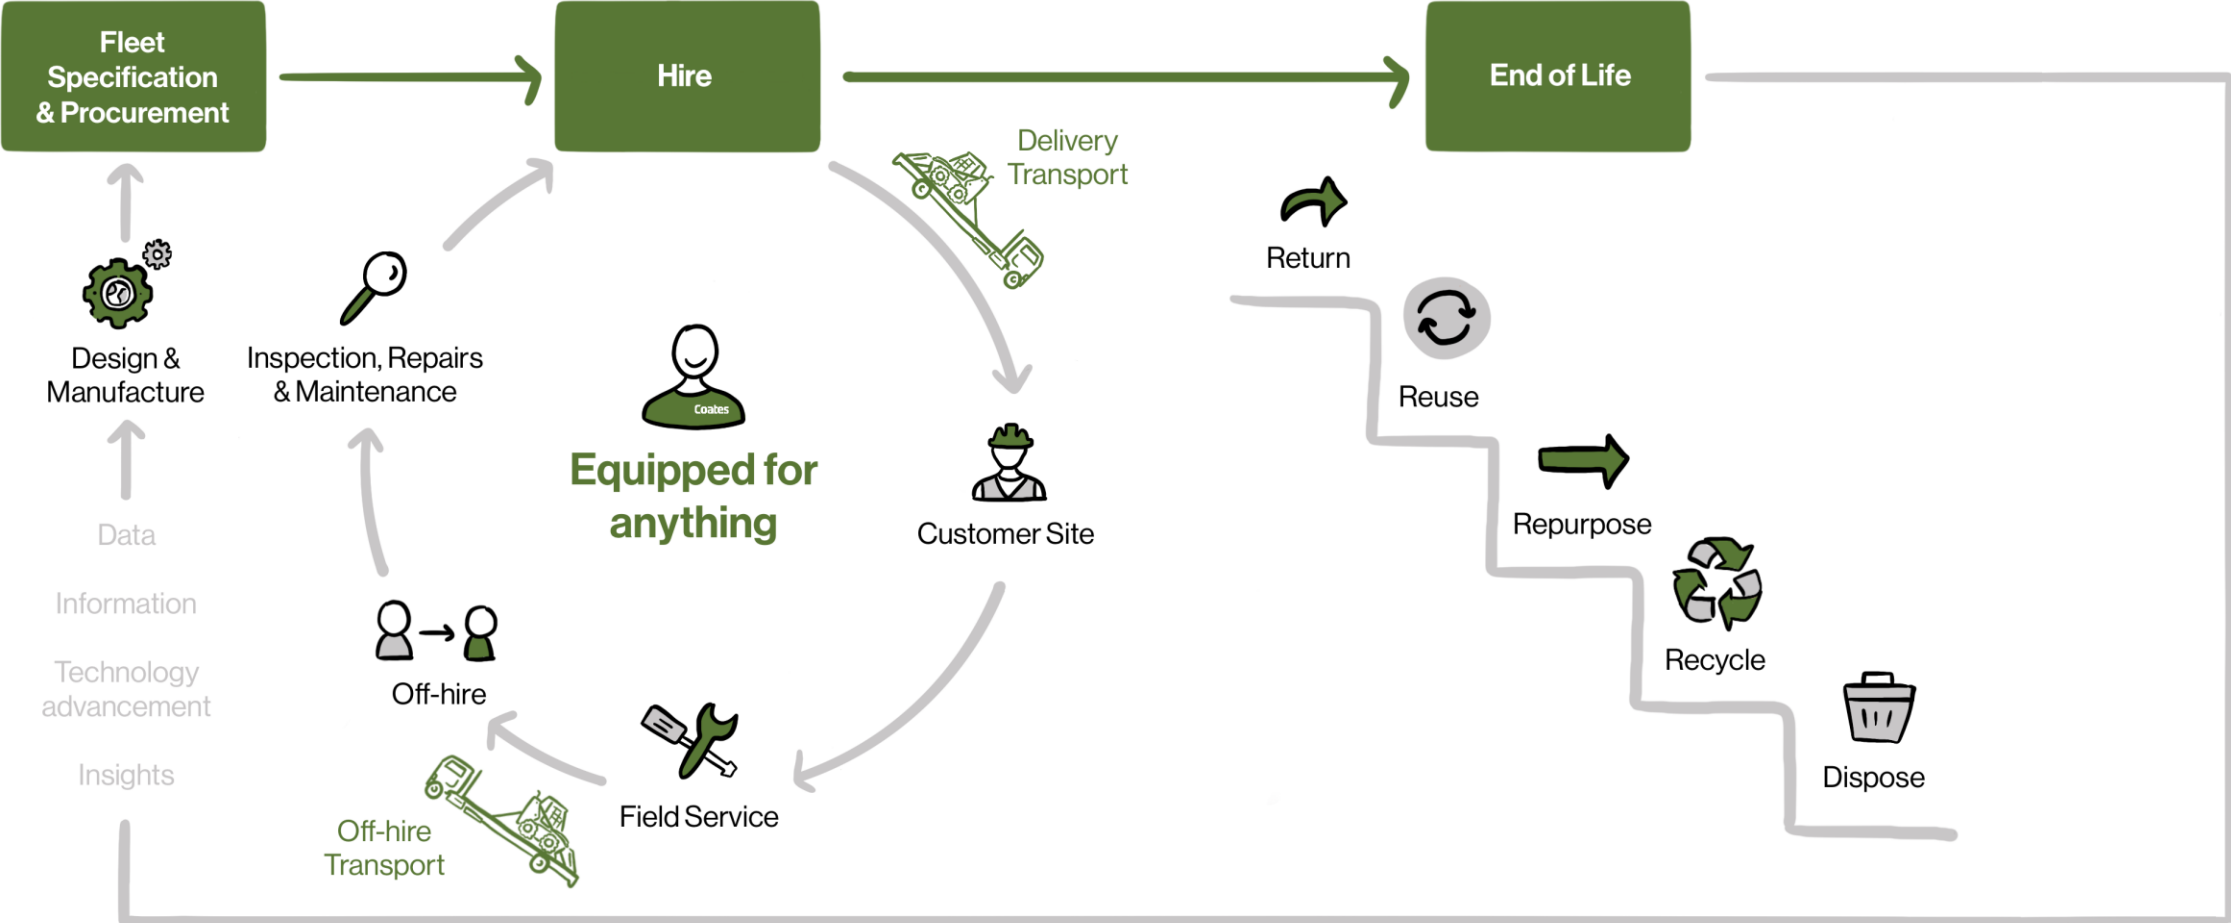 Fleet
Specification
& Procurement
Hire
End of Life
Delivery
Transport
Return
Design &
Manufacture
Inspection, Repairs
& Maintenance
Coates
Equipped for
anything
Customer Site
Reuse
Repurpose
Data
Information
Technology
advancement
Insights
Off-hire
Recycle
Field Service
Off-hire
Transport
Dispose